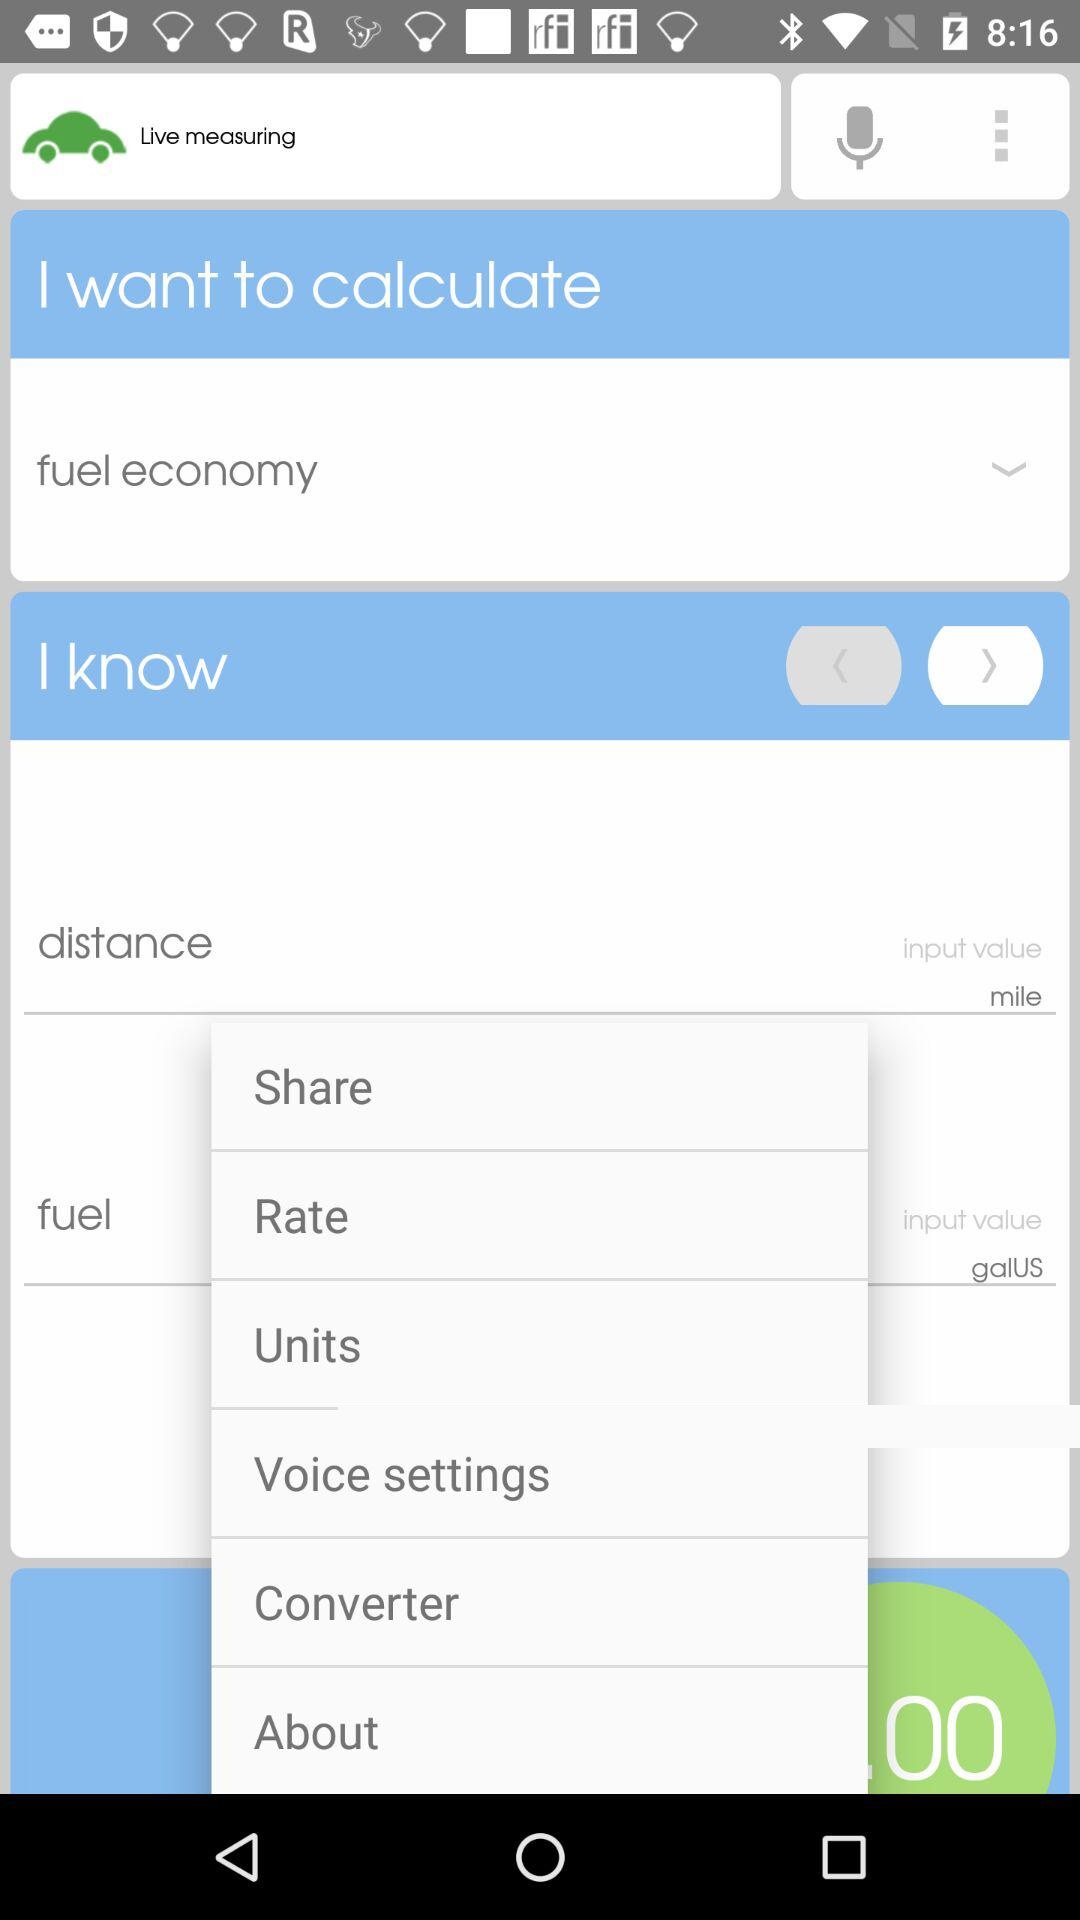 8:16
Live measuring
I want to calculate
fuel economy
I know
distance
input value
mile
Share
Rate
fuel
input value
galUS
Units
Voice settings
Converter
About
.00